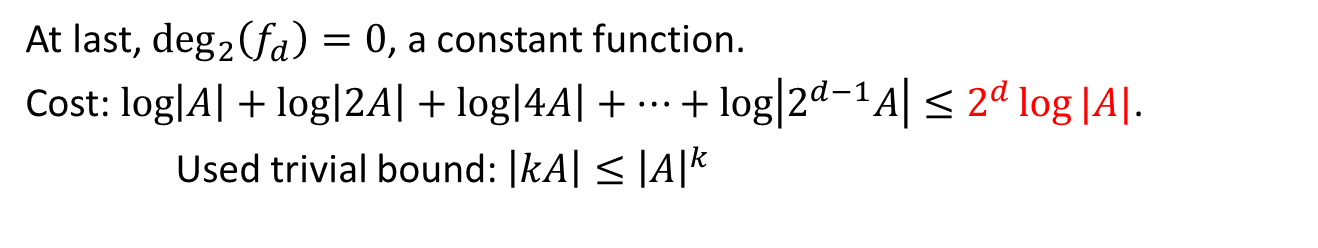 At last, deg₂(f_d) = 0, a constant function.
Cost: log|A| + log|2A| + log|4A| + ⋯ + log|2^{d−1}A| ≤ 2^d log |A|.
Used trivial bound: |kA| ≤ |A|^k